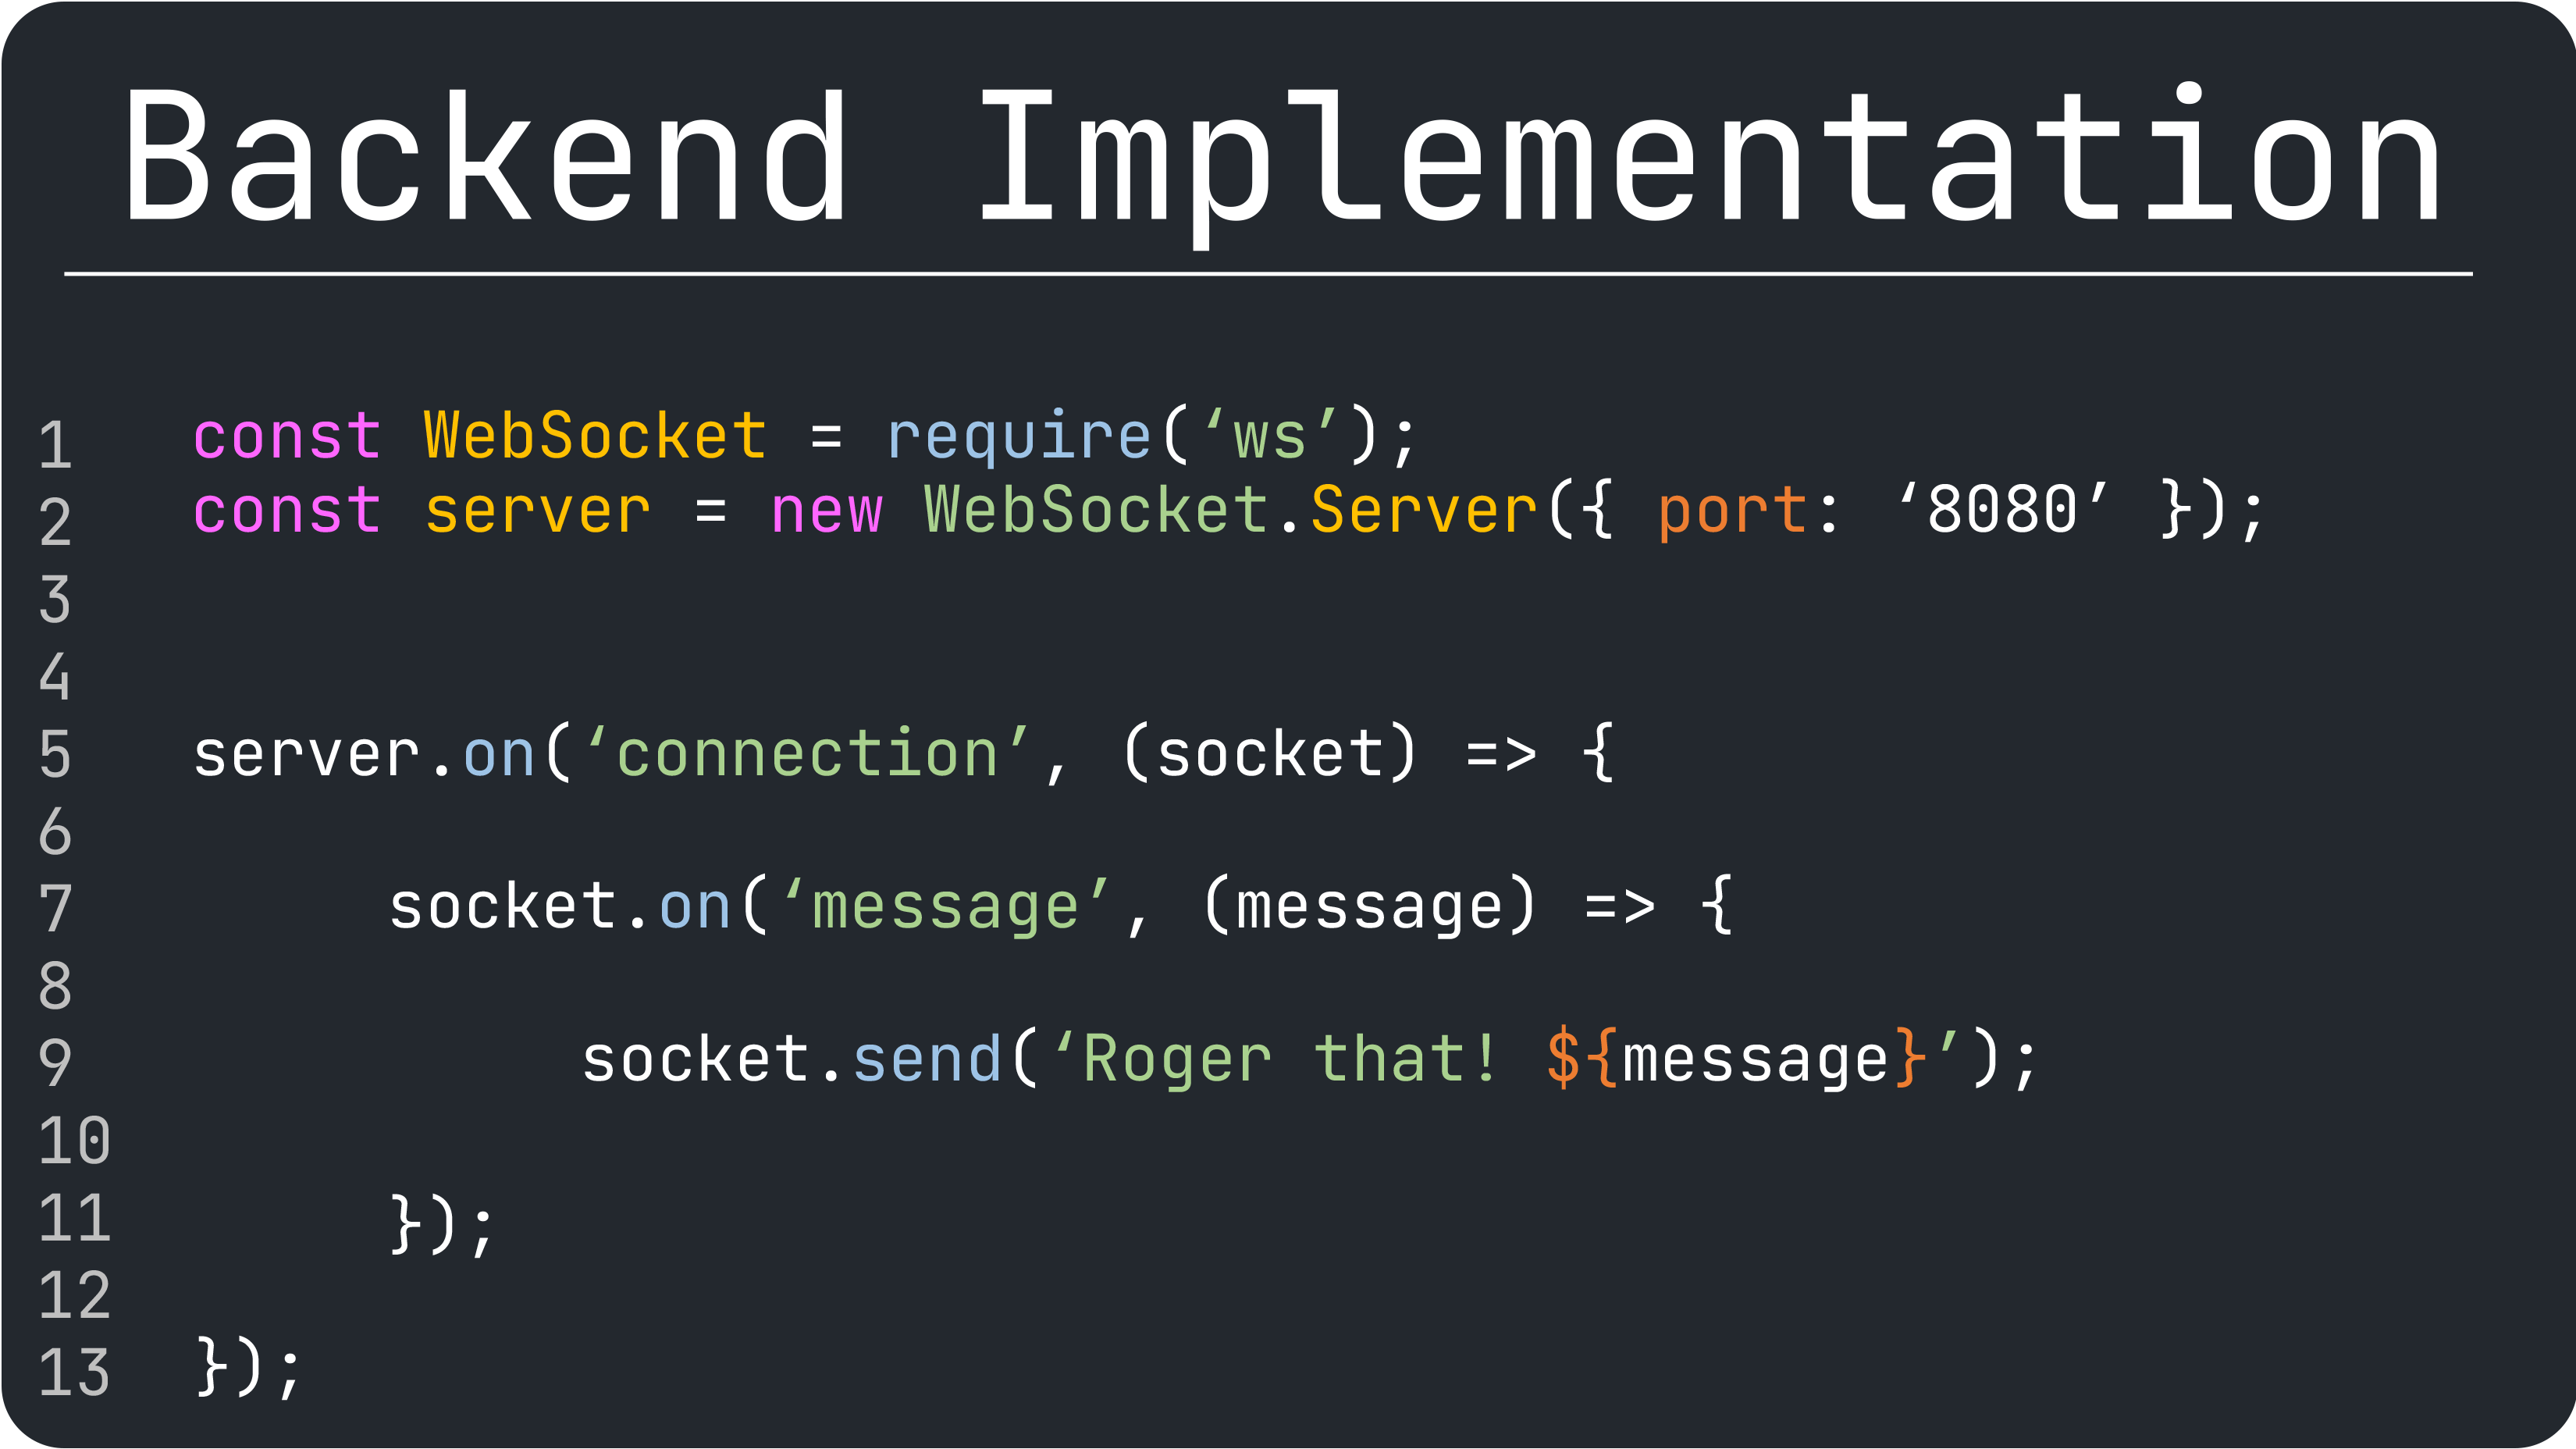 Backend Implementation
1 const WebSocket = require(‘ws’);
2 const server = new WebSocket.Server({ port: ‘8080’ });
3
4
5 server.on(‘connection’, (socket) => {
6
7 socket.on(‘message’, (message) => {
8
9 socket.send(‘Roger that! ${message}’);
10
11 });
12
13 });